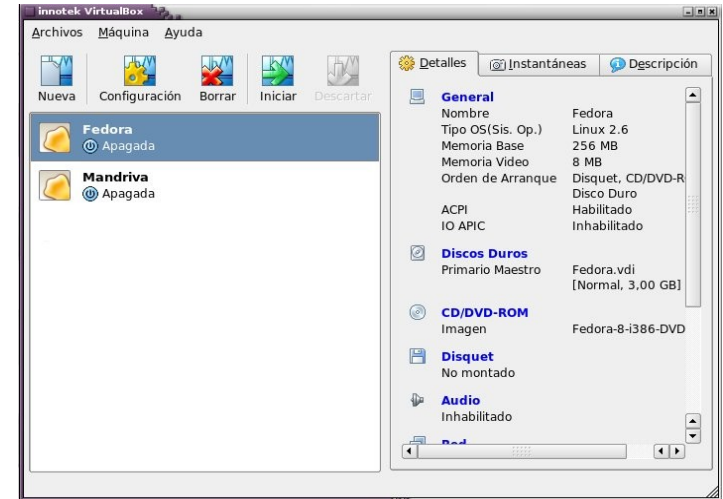 innotek VirtualBox
Archivos Máquina Ayuda
Nueva Configuración Borrar Iniciar Descartar
Fedora
Apagada
Mandriva
Apagada
Detalles Instantáneas Descripción
General
Nombre Fedora
Tipo OS(Sis. Op.) Linux 2.6
Memoria Base 256 MB
Memoria Video 8 MB
Orden de Arranque Disquet, CD/DVD-R
Disco Duro
ACPI Habilitado
IO APIC Inhabilitado
Discos Duros
Primario Maestro Fedora.vdi
[Normal, 3,00 GB]
CD/DVD-ROM
Imagen Fedora-8-i386-DVD
Disquet
No montado
Audio
Inhabilitado
Red